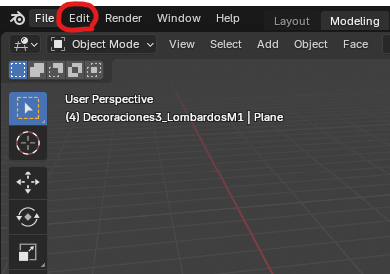 File Edit Render Window Help Layout Modeling
Object Mode View Select Add Object Face
User Perspective
(4) Decoraciones3_LombardosM1 | Plane